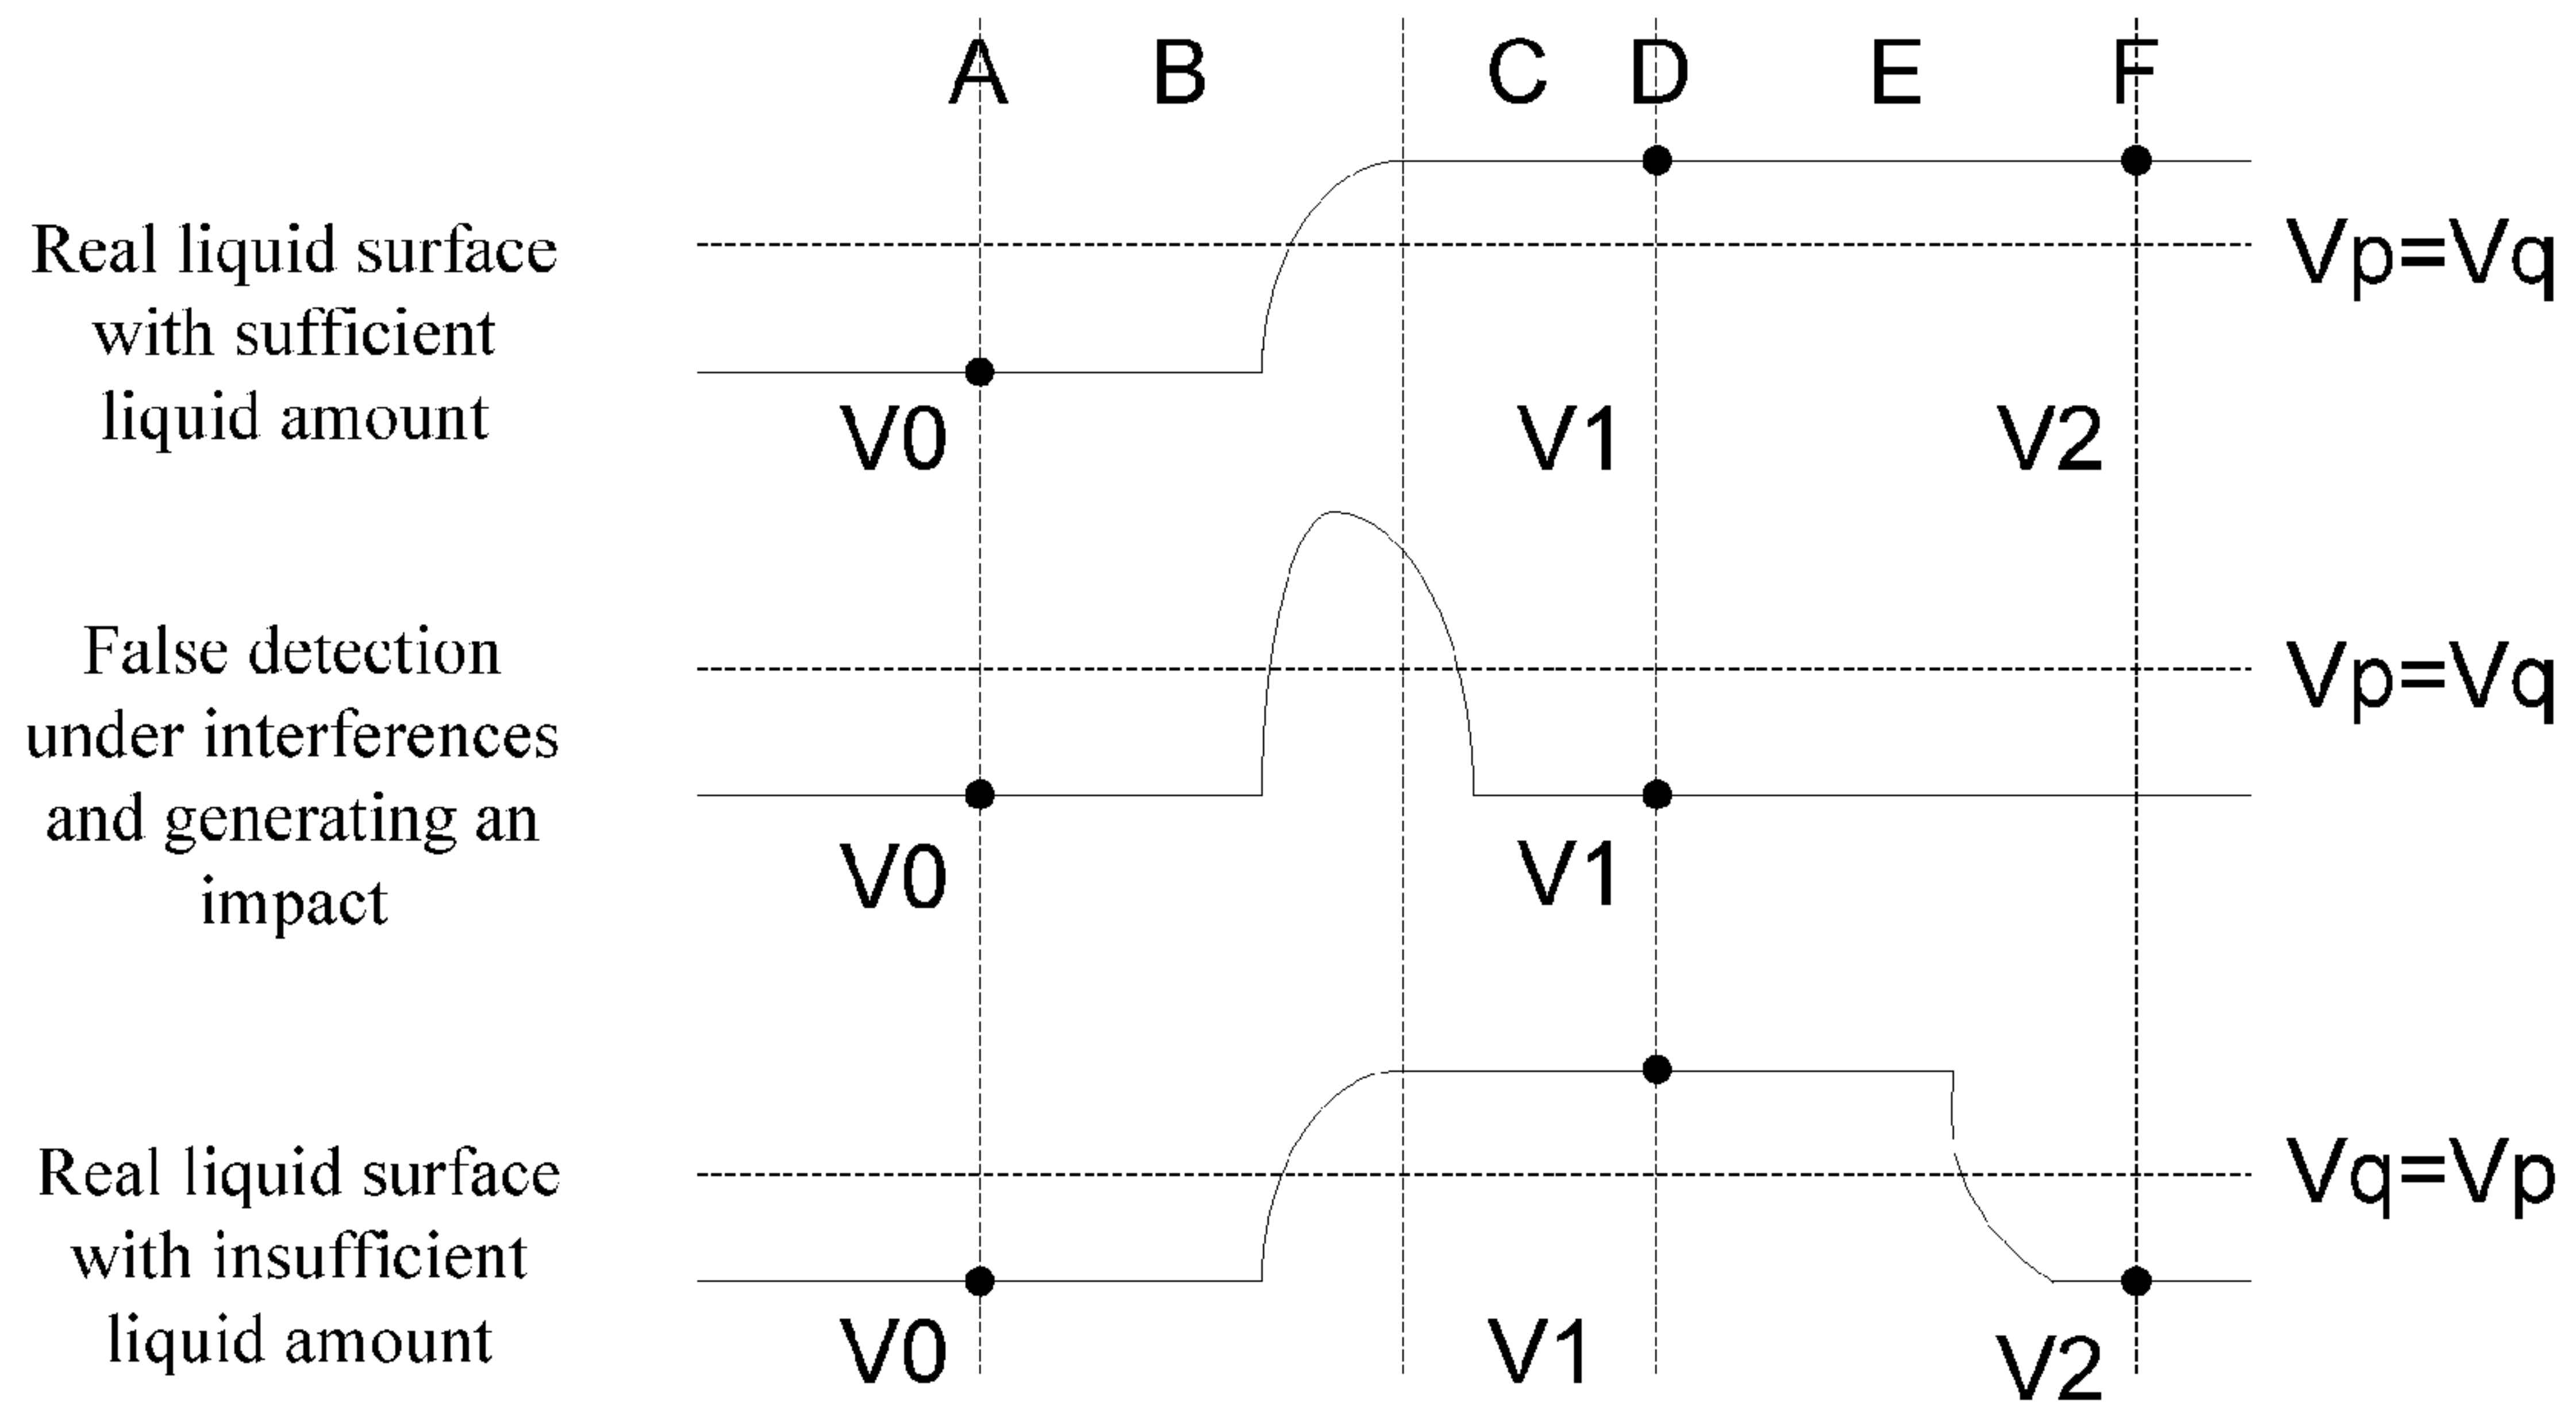 A B C D E F
Real liquid surface
with sufficient
liquid amount
Vp=Vq
V0 V1 V2
False detection
under interferences
and generating an
impact
Vp=Vq
V0 V1
Real liquid surface
with insufficient
liquid amount
Vq=Vp
V0 V1 V2